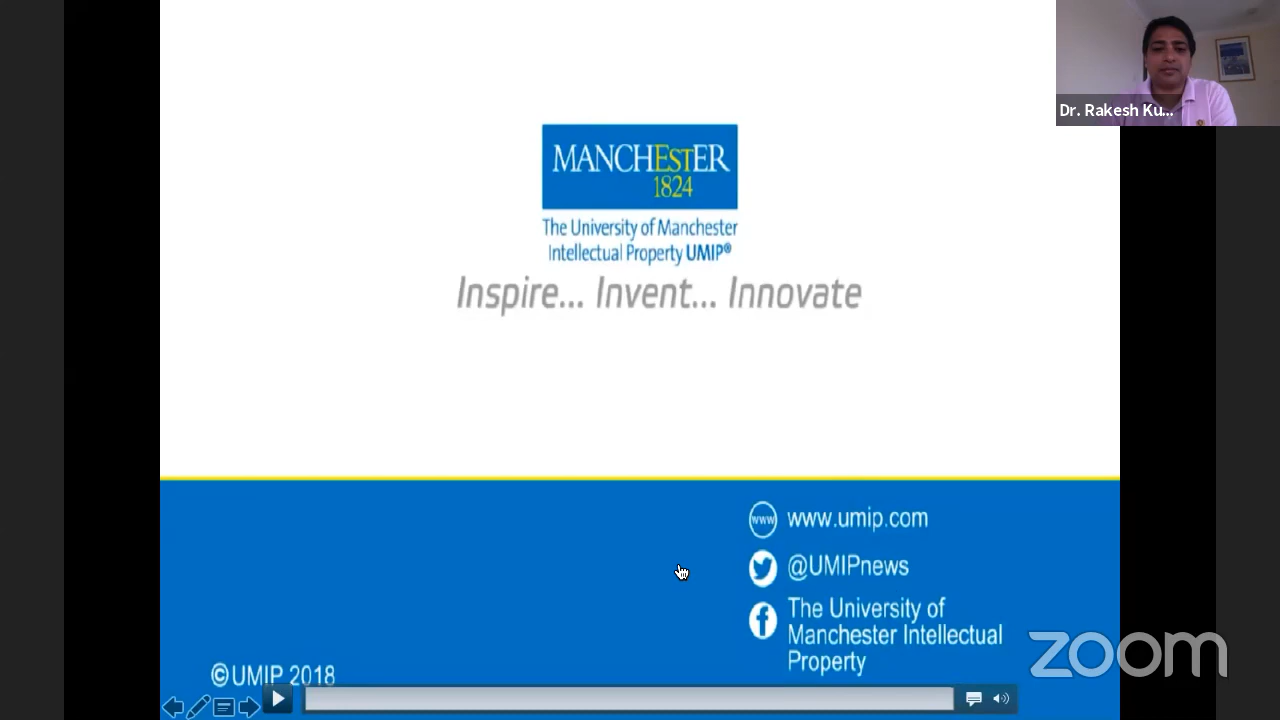 Dr. Rakesh Ku...
MANCHESTER
1824
The University of Manchester
Intellectual Property UMIP®
Inspire... Invent... Innovate
www www.umip.com
@UMIPnews
The University of
Manchester Intellectual
Property
©UMIP 2018
zoom